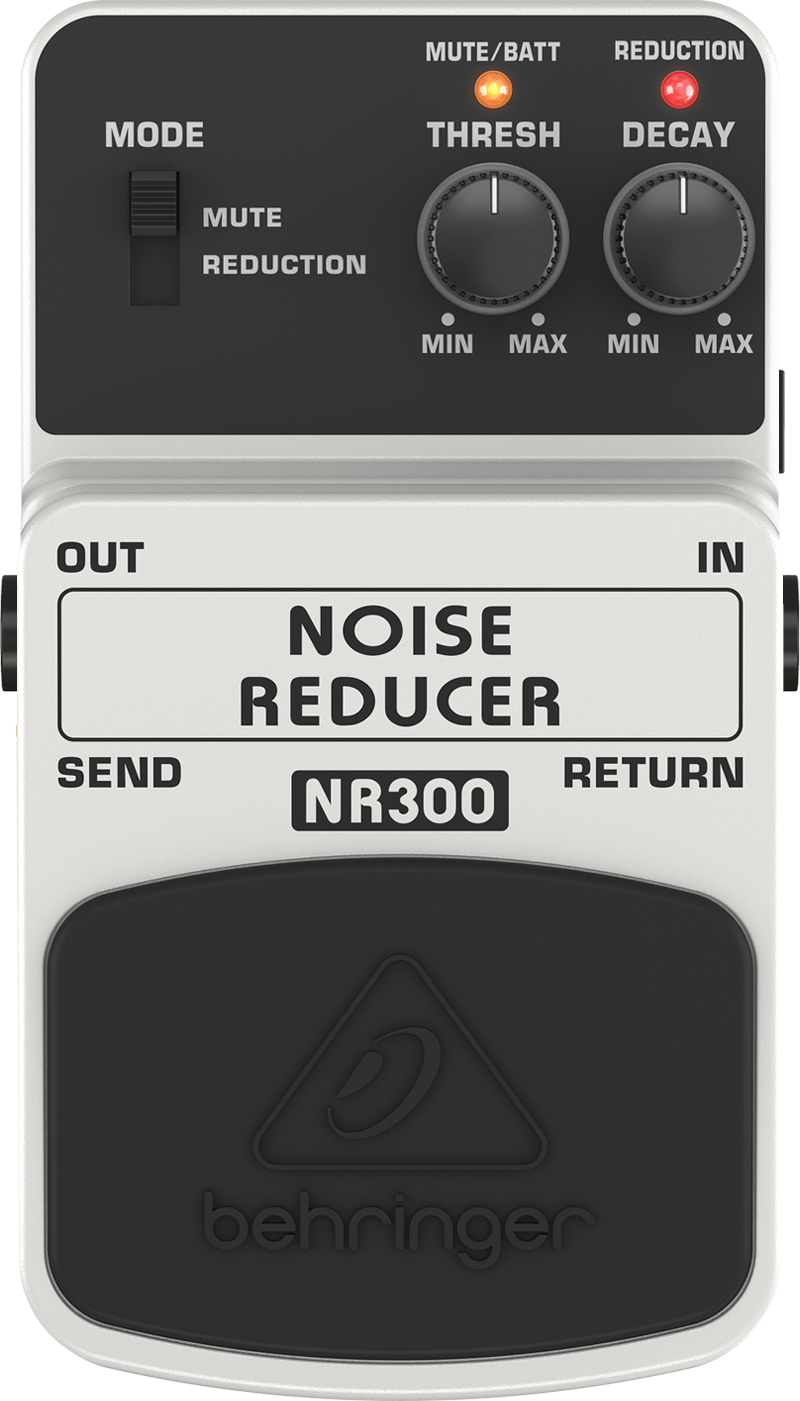 MUTE/BATT REDUCTION
MODE THRESH DECAY
MUTE
REDUCTION
MIN MAX MIN MAX
OUT IN
NOISE
REDUCER
SEND RETURN
NR300
behringer